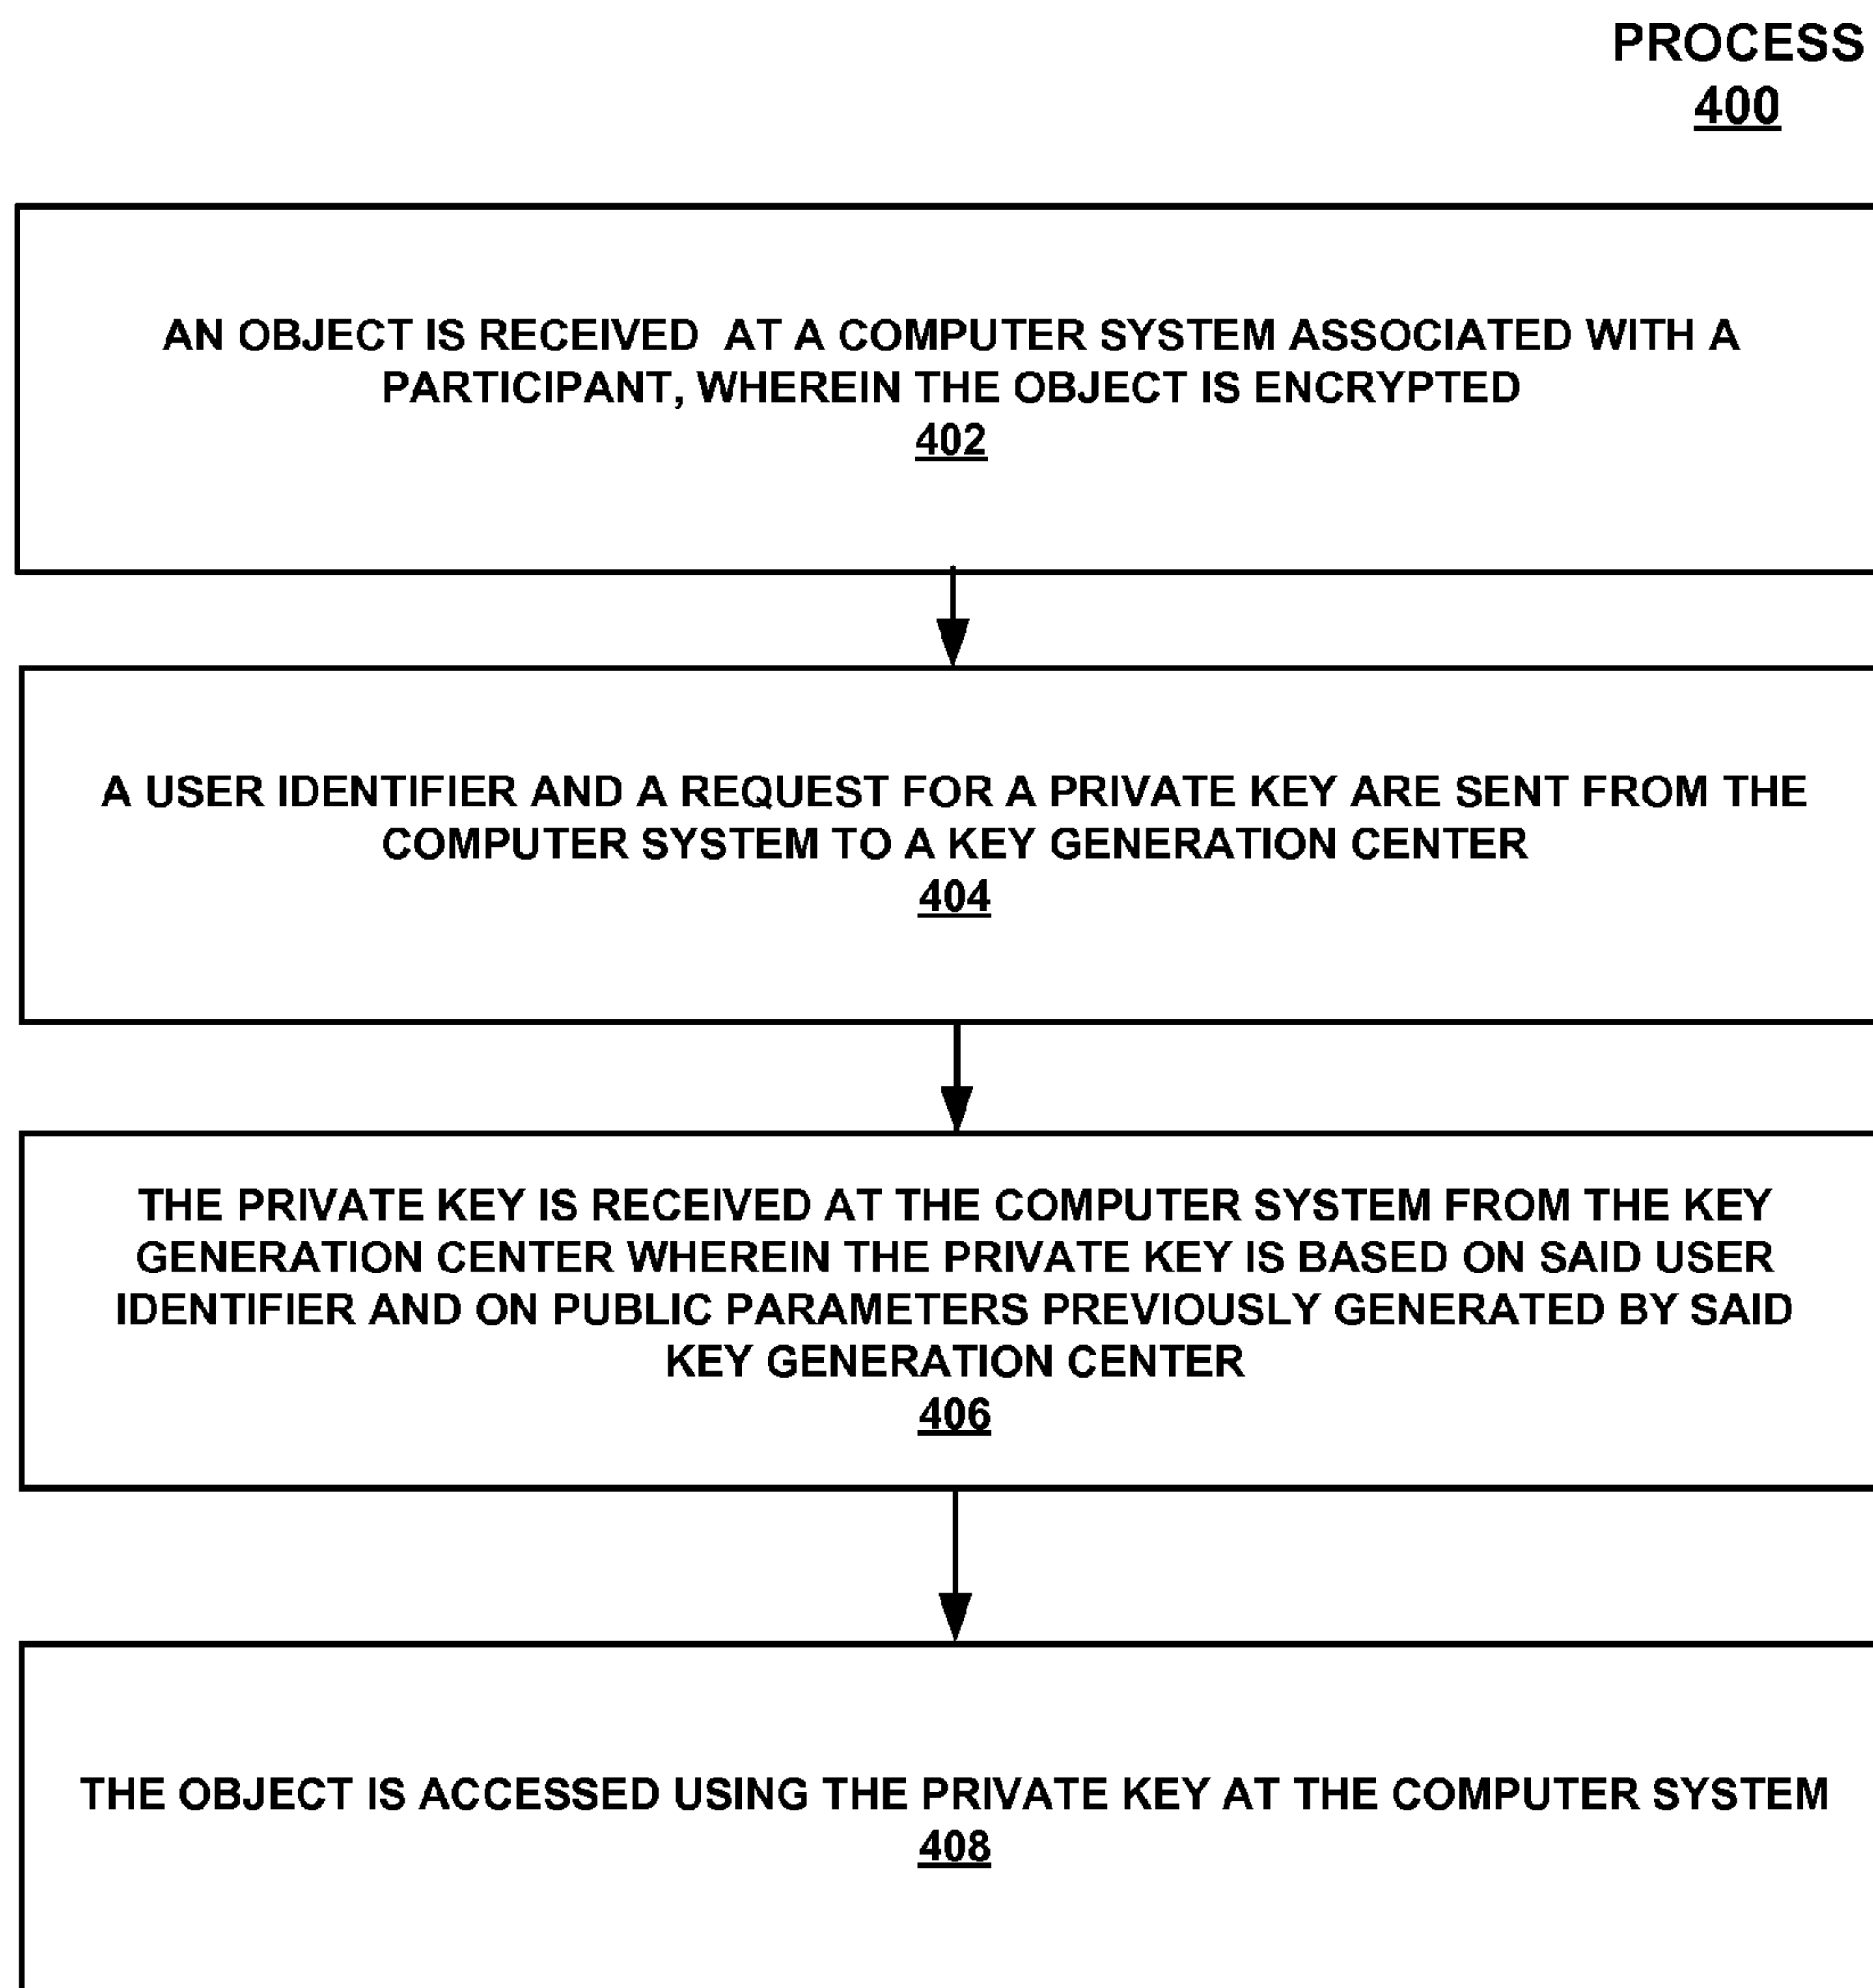 PROCESS
400
AN OBJECT IS RECEIVED AT A COMPUTER SYSTEM ASSOCIATED WITH A
PARTICIPANT, WHEREIN THE OBJECT IS ENCRYPTED
402
A USER IDENTIFIER AND A REQUEST FOR A PRIVATE KEY ARE SENT FROM THE
COMPUTER SYSTEM TO A KEY GENERATION CENTER
404
THE PRIVATE KEY IS RECEIVED AT THE COMPUTER SYSTEM FROM THE KEY
GENERATION CENTER WHEREIN THE PRIVATE KEY IS BASED ON SAID USER
IDENTIFIER AND ON PUBLIC PARAMETERS PREVIOUSLY GENERATED BY SAID
KEY GENERATION CENTER
406
THE OBJECT IS ACCESSED USING THE PRIVATE KEY AT THE COMPUTER SYSTEM
408